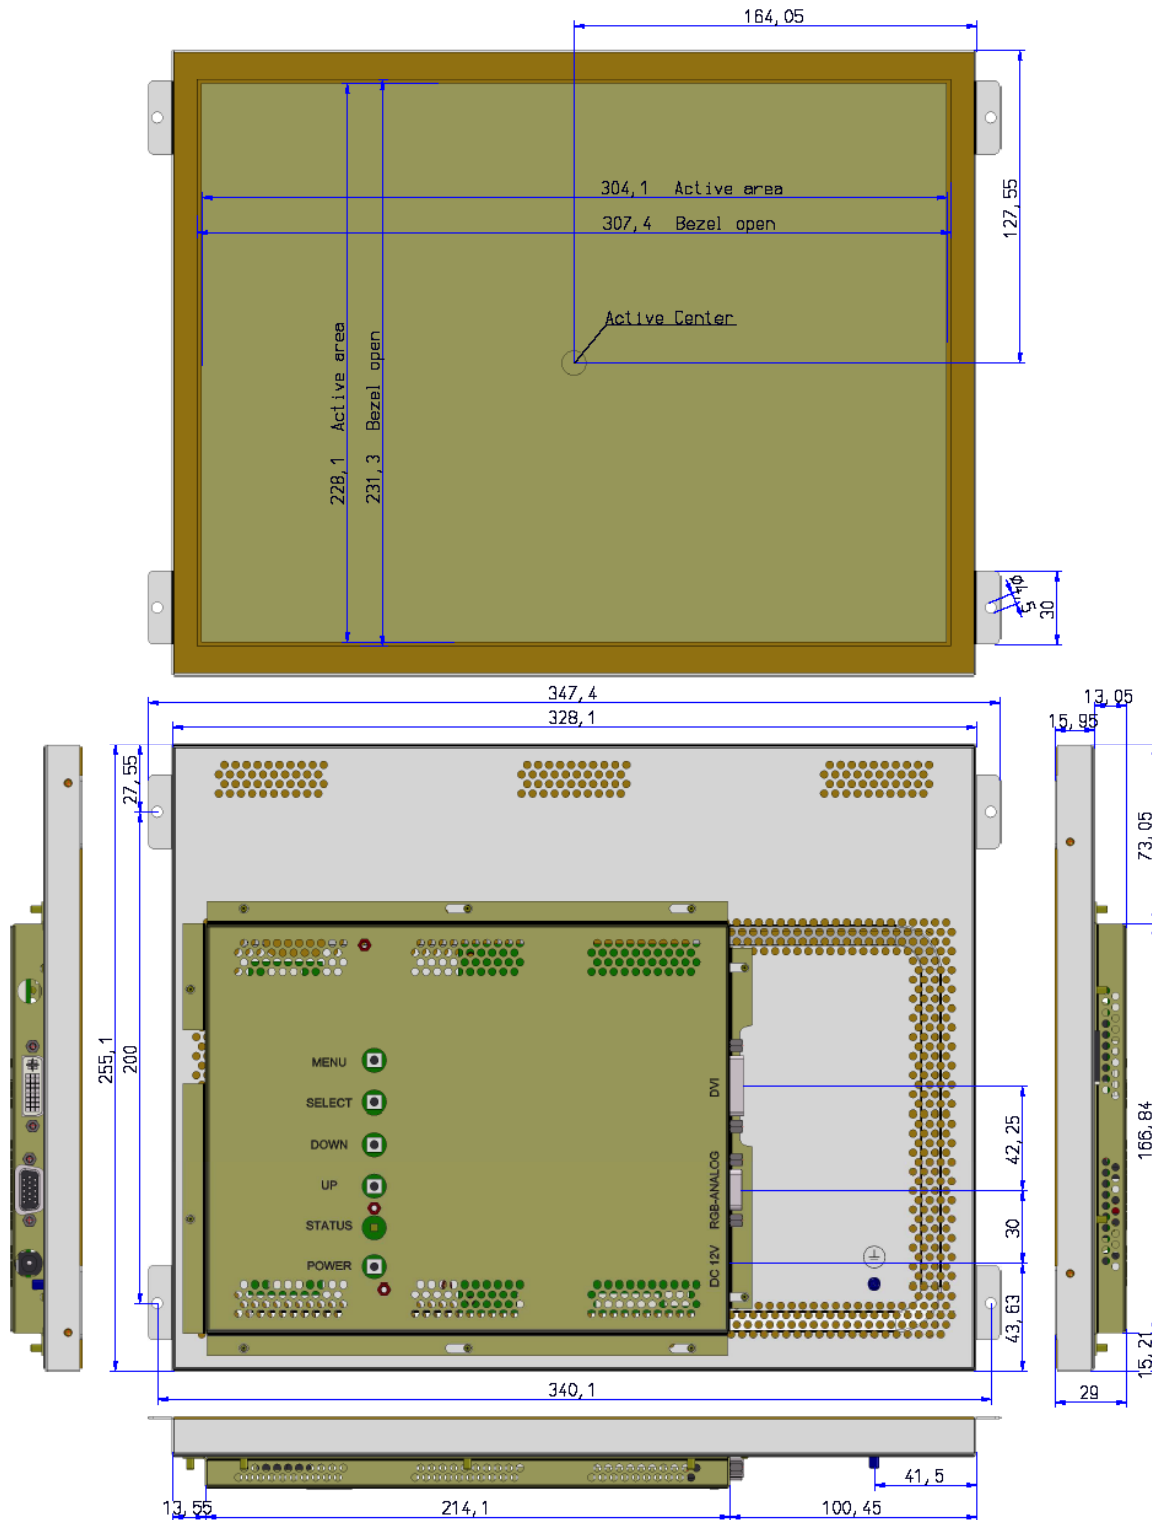 164,05
304,1 Active area
307,4 Bezel open
127,55
Active Center
228,1 Active area
231,3 Bezel open
ϕ4,5
30
347,4
328,1
13,05
15,95
27,55
73,05
255,1
200
MENU
SELECT
DOWN
UP
STATUS
POWER
DVI
RGB-ANALOG
DC 12V
42,25
30
43,63
166,84
15,21
340,1
29
41,5
13,55
214,1
100,45